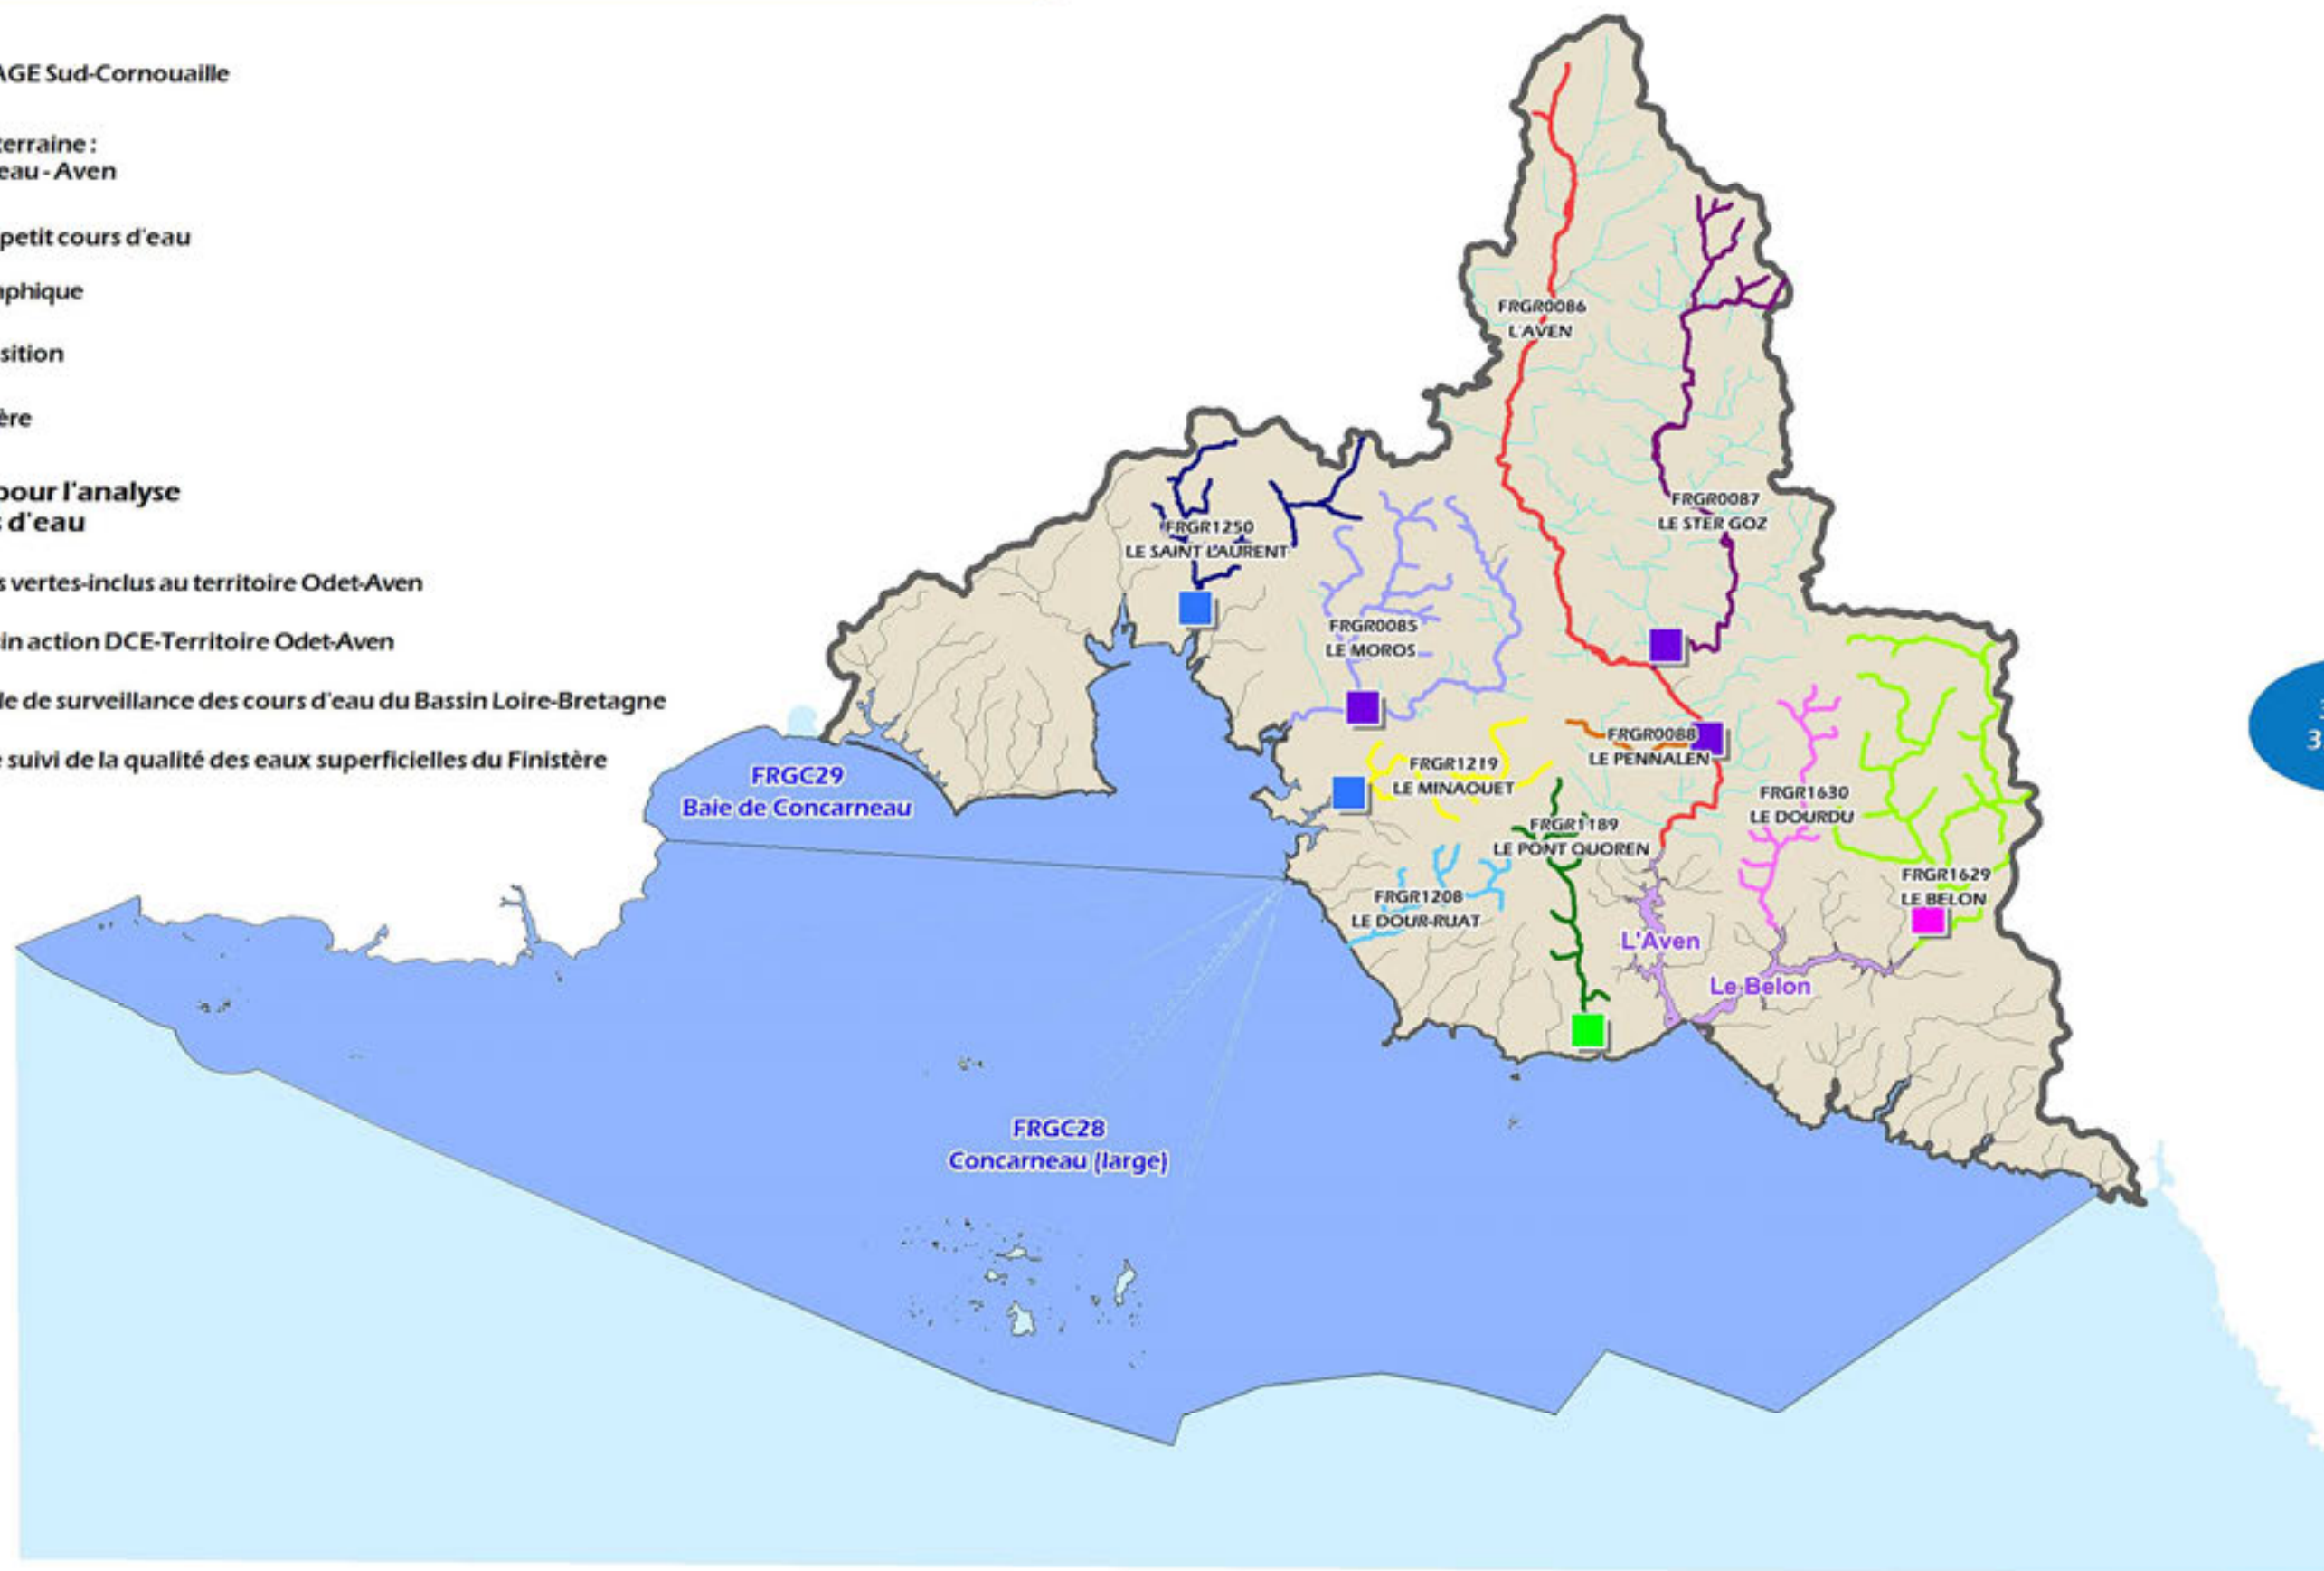 AGE Sud-Cornouaille
terraine :
eau - Aven
petit cours d'eau
aphique
sition
ère
pour l'analyse
s d'eau
s vertes-inclus au territoire Odet-Aven
in action DCE-Territoire Odet-Aven
le de surveillance des cours d'eau du Bassin Loire-Bretagne
e suivi de la qualité des eaux superficielles du Finistère
FRGR0086
L'AVEN
FRGR0087
LE STER GOZ
FRGR1250
LE SAINT LAURENT
FRGR0085
LE MOROS
FRGR0088
LE PENNALEN
FRGR1219
LE MINAOUET
FRGR1630
LE DOURDU
FRGR1189
LE PONT QUOREN
FRGR1629
LE BELON
FRGR1208
LE DOUR-RUAT
L'Aven
Le Belon
FRGC29
Baie de Concarneau
FRGC28
Concarneau (large)
3